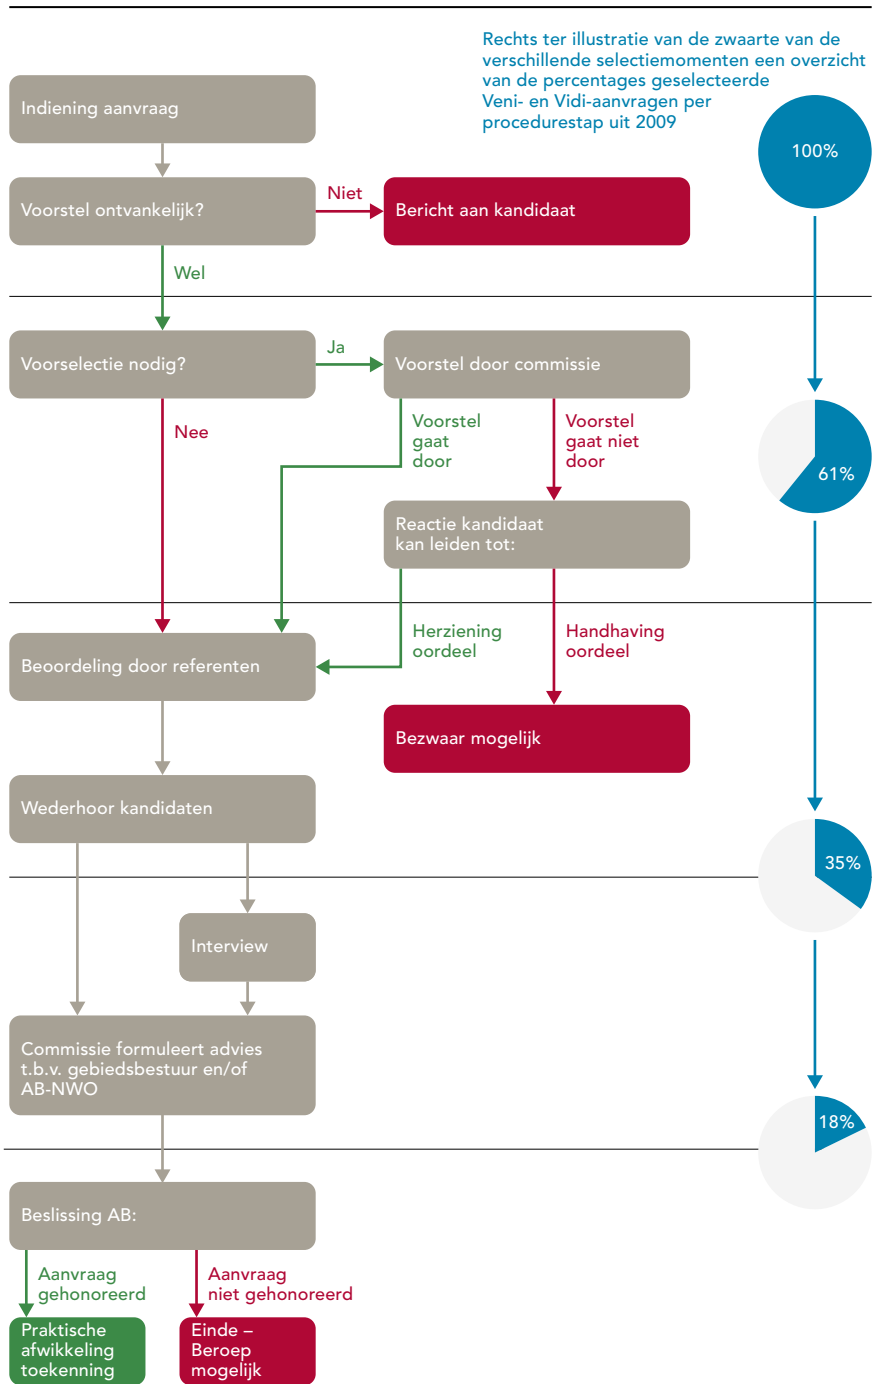 Rechts ter illustratie van de zwaarte van de
verschillende selectiemomenten een overzicht
van de percentages geselecteerde
Veni- en Vidi-aanvragen per
procedurestap uit 2009
Indiening aanvraag
100%
Voorstel ontvankelijk?
Niet
Bericht aan kandidaat
Wel
Voorselectie nodig?
Ja
Voorstel door commissie
Nee
Voorstel
gaat
door
Voorstel
gaat niet
door
61%
Reactie kandidaat
kan leiden tot:
Herziening
oordeel
Handhaving
oordeel
Beoordeling door referenten
Bezwaar mogelijk
Wederhoor kandidaten
35%
Interview
Commissie formuleert advies
t.b.v. gebiedsbestuur en/of
AB-NWO
18%
Beslissing AB:
Aanvraag
gehonoreerd
Aanvraag
niet gehonoreerd
Praktische
afwikkeling
toekenning
Einde –
Beroep
mogelijk